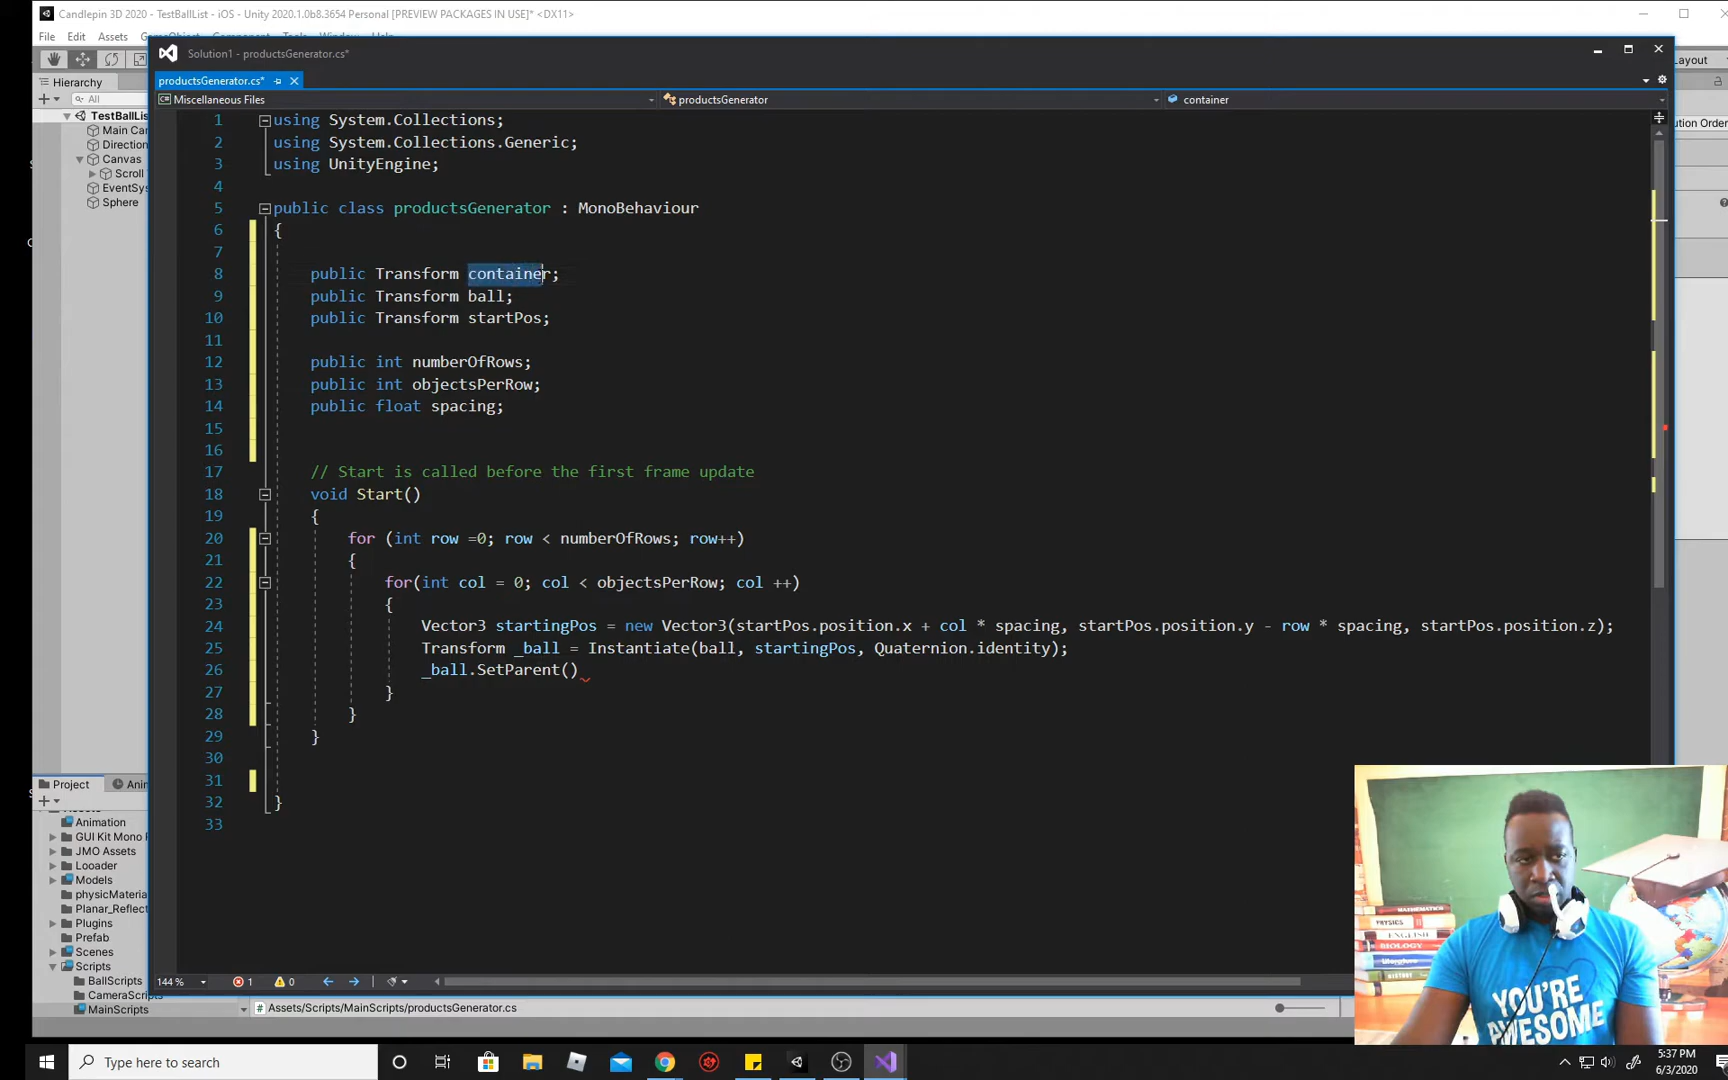 Candlepin 3D 2020 - TestBallList - iOS - Unity 2020.1.0b8.3654 Personal [PREVIEW PACKAGES IN USE]* <DX11>
File Edit Assets GameObject Component Tools Window Help
Solution1 - productsGenerator.cs*
productsGenerator.cs*
Layout
Miscellaneous Files
productsGenerator
container
Hierarchy
All
ution Order
TestBallList
Main Car
Direction
Canvas
Scroll
EventSys
Sphere
1 using System.Collections;
2 using System.Collections.Generic;
3 using UnityEngine;
4
5 public class productsGenerator : MonoBehaviour
6 {
7
8 public Transform container;
9 public Transform ball;
10 public Transform startPos;
11
12 public int numberOfRows;
13 public int objectsPerRow;
14 public float spacing;
15
16
17 // Start is called before the first frame update
18 void Start()
19 {
20 for (int row =0; row < numberOfRows; row++)
21 {
22 for(int col = 0; col < objectsPerRow; col ++)
23 {
24 Vector3 startingPos = new Vector3(startPos.position.x + col * spacing, startPos.position.y - row * spacing, startPos.position.z);
25 Transform _ball = Instantiate(ball, startingPos, Quaternion.identity);
26 _ball.SetParent()
27 }
28 }
29 }
30
31
32 }
33
Project
Ani
Animation
GUI Kit Mono P
JMO Assets
Looader
Models
physicMateria
Planar_Reflect
Plugins
Prefab
Scenes
Scripts
BallScripts
CameraScrip
MainScripts
144 %
1
0
Assets/Scripts/MainScripts/productsGenerator.cs
MATHEMATICS
PHYSICS
ENGLISH
BIOLOGY
YOU'RE
AWESOME
Type here to search
5:37 PM
6/3/2020